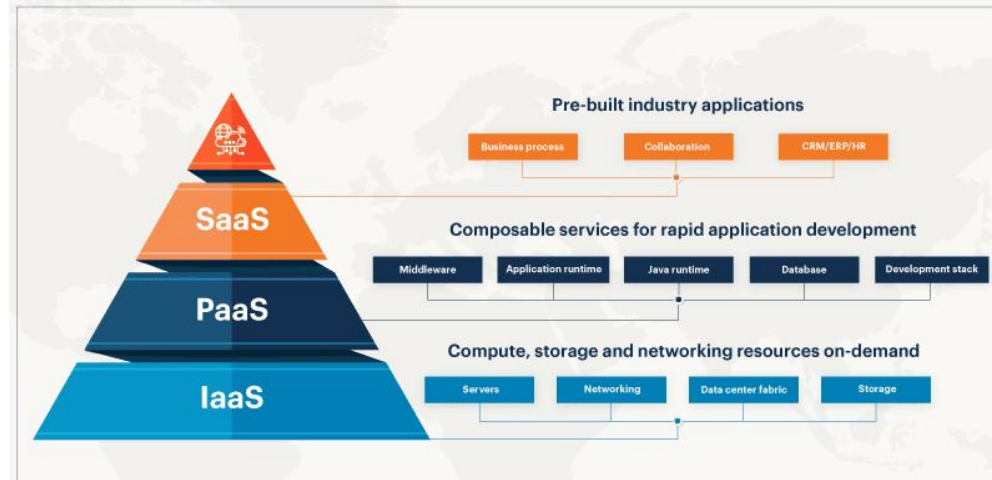 Pre-built industry applications
Business process
Collaboration
CRM/ERP/HR
SaaS
Composable services for rapid application development
Middleware
Application runtime
Java runtime
Database
Development stack
PaaS
Compute, storage and networking resources on-demand
Servers
Networking
Data center fabric
Storage
IaaS